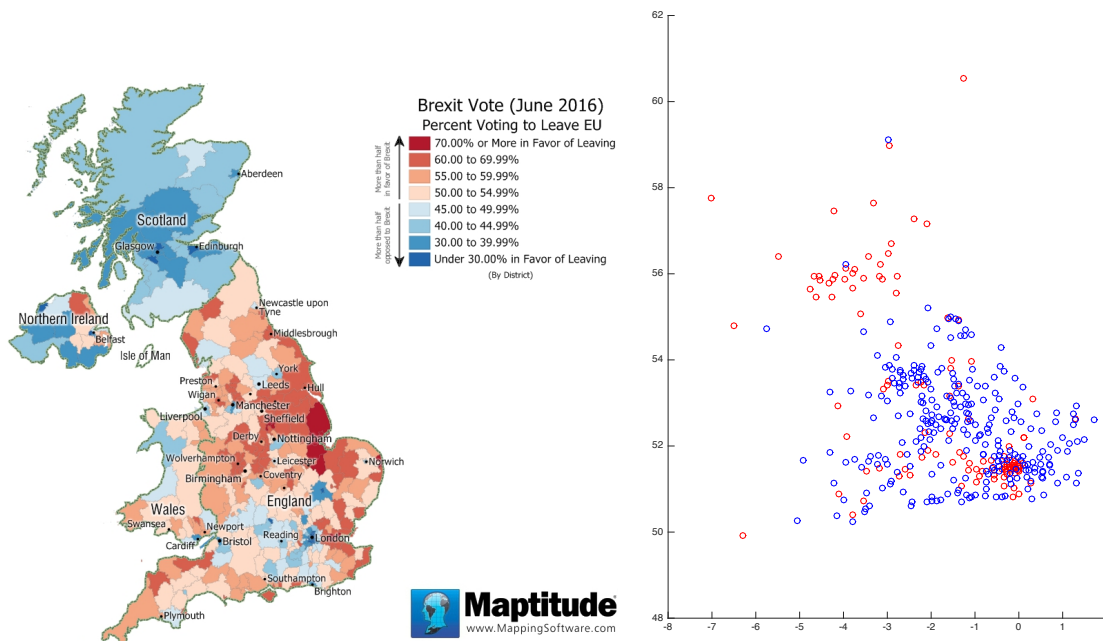 Brexit Vote (June 2016)
Percent Voting to Leave EU
More than half
in favor of Brexit
More than half
opposed to Brexit
70.00% or More in Favor of Leaving
60.00 to 69.99%
55.00 to 59.99%
50.00 to 54.99%
45.00 to 49.99%
40.00 to 44.99%
30.00 to 39.99%
Under 30.00% in Favor of Leaving
(By District)
Aberdeen
Scotland
Glasgow
Edinburgh
Northern Ireland
Belfast
Newcastle upon
Tyne
Middlesbrough
Isle of Man
York
Preston
Leeds
Hull
Wigan
Manchester
Liverpool
Sheffield
Derby
Nottingham
Wolverhampton
Leicester
Norwich
Birmingham
Coventry
England
Wales
Swansea
Newport
Cardiff
Bristol
Reading
London
Southampton
Brighton
Plymouth
Maptitude®
www.MappingSoftware.com
62
60
58
56
54
52
50
48
-8 -7 -6 -5 -4 -3 -2 -1 0 1